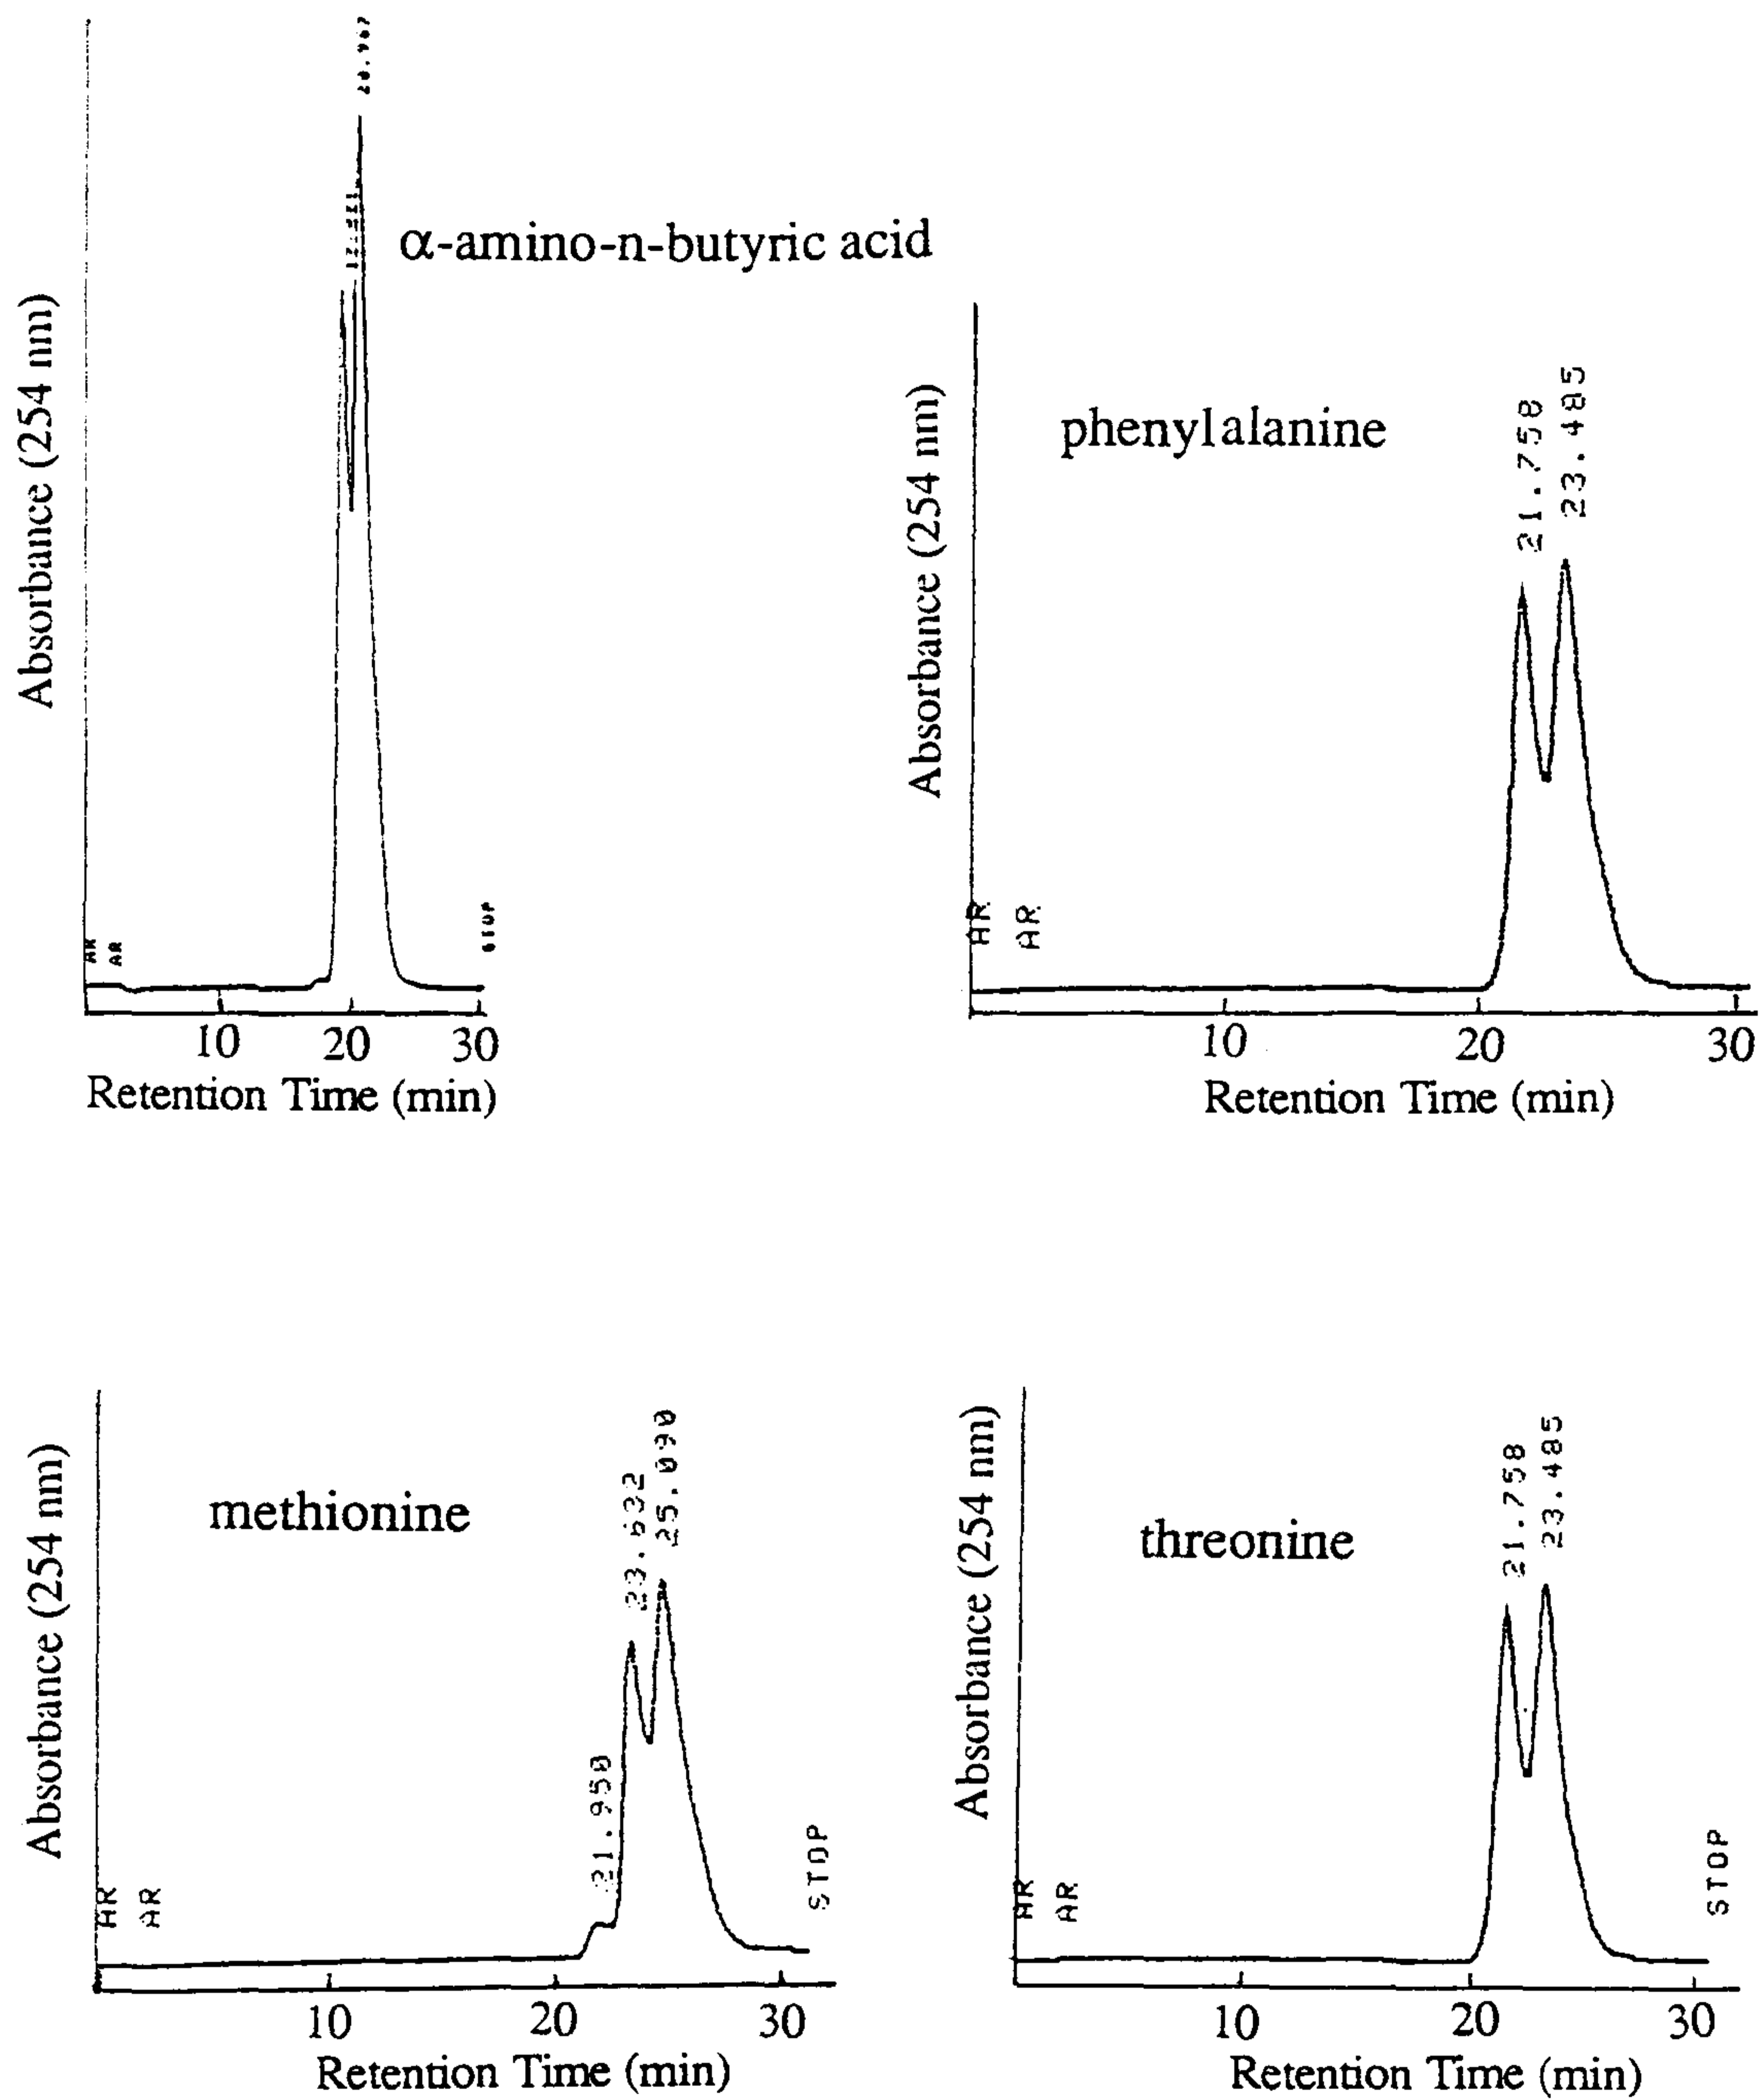 20.967
α-amino-n-butyric acid
Absorbance (254 nm)
AR
AR
STOP
10
20
30
Retention Time (min)
phenylalanine
21.758
23.485
Absorbance (254 nm)
AR
AR
10
20
30
Retention Time (min)
methionine
21.950
23.632
25.090
Absorbance (254 nm)
AR
AR
STOP
10
20
30
Retention Time (min)
threonine
21.758
23.485
Absorbance (254 nm)
AR
AR
STOP
10
20
30
Retention Time (min)